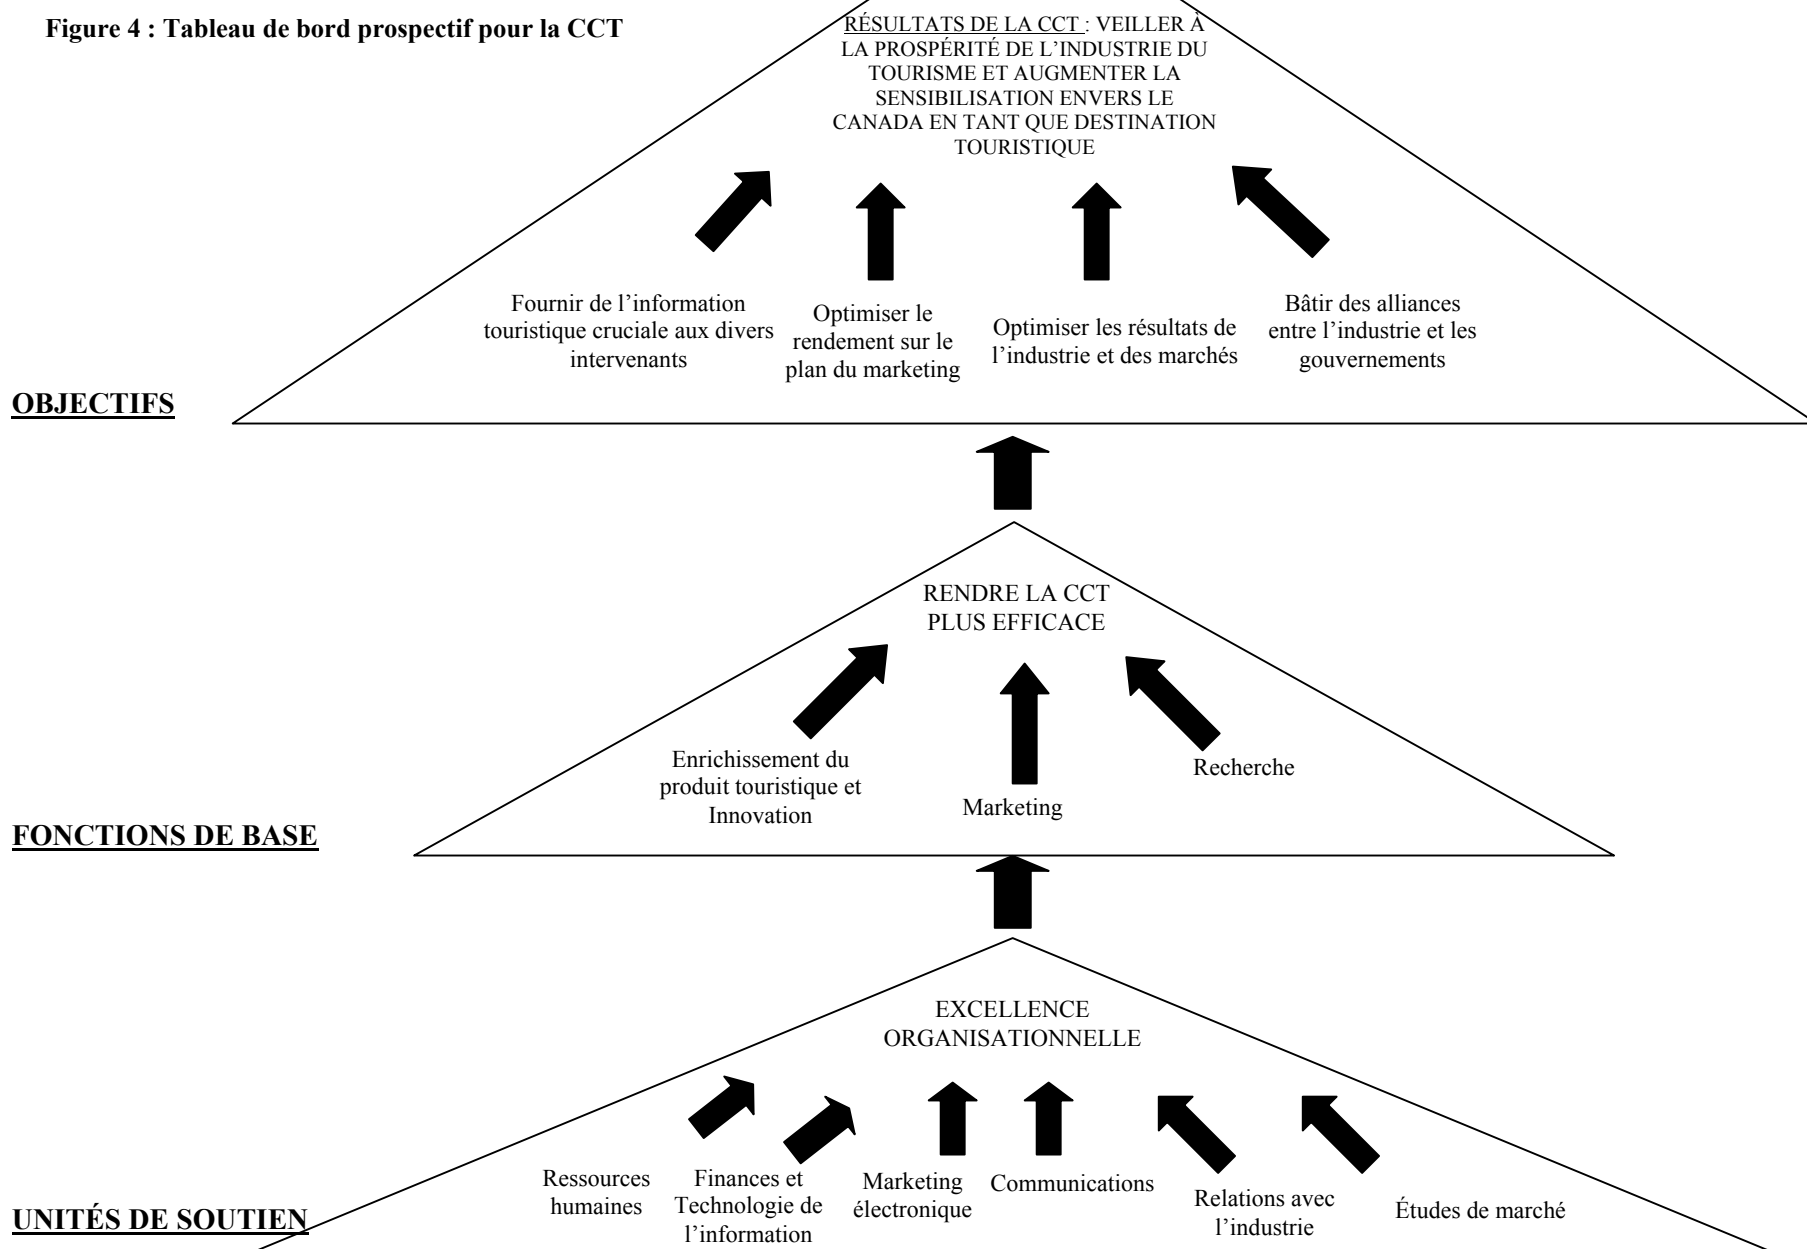 Figure 4 : Tableau de bord prospectif pour la CCT
RÉSULTATS DE LA CCT : VEILLER À
LA PROSPÉRITÉ DE L’INDUSTRIE DU
TOURISME ET AUGMENTER LA
SENSIBILISATION ENVERS LE
CANADA EN TANT QUE DESTINATION
TOURISTIQUE
Fournir de l’information
touristique cruciale aux divers
intervenants
Optimiser le
rendement sur le
plan du marketing
Optimiser les résultats de
l’industrie et des marchés
Bâtir des alliances
entre l’industrie et les
gouvernements
OBJECTIFS
RENDRE LA CCT
PLUS EFFICACE
Enrichissement du
produit touristique et
Innovation
Marketing
Recherche
FONCTIONS DE BASE
EXCELLENCE
ORGANISATIONNELLE
Ressources
humaines
Finances et
Technologie de
l’information
Marketing
électronique
Communications
Relations avec
l’industrie
Études de marché
UNITÉS DE SOUTIEN